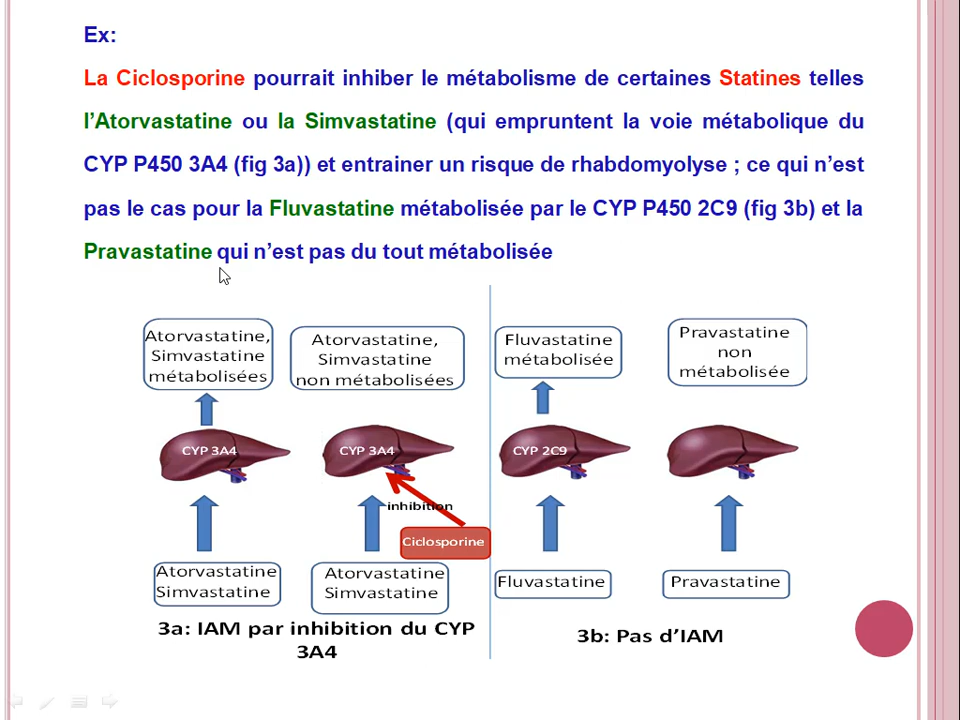 Ex:
La Ciclosporine pourrait inhiber le métabolisme de certaines Statines telles
l'Atorvastatine ou la Simvastatine (qui empruntent la voie métabolique du
CYP P450 3A4 (fig 3a)) et entrainer un risque de rhabdomyolyse ; ce qui n'est
pas le cas pour la Fluvastatine métabolisée par le CYP P450 2C9 (fig 3b) et la
Pravastatine qui n'est pas du tout métabolisée
Atorvastatine,
Simvastatine
métabolisées
Atorvastatine,
Simvastatine
non métabolisées
Fluvastatine
métabolisée
Pravastatine
non
métabolisée
CYP 3A4
CYP 3A4
CYP 2C9
inhibition
Ciclosporine
Atorvastatine
Simvastatine
Atorvastatine
Simvastatine
Fluvastatine
Pravastatine
3a: IAM par inhibition du CYP
3A4
3b: Pas d'IAM